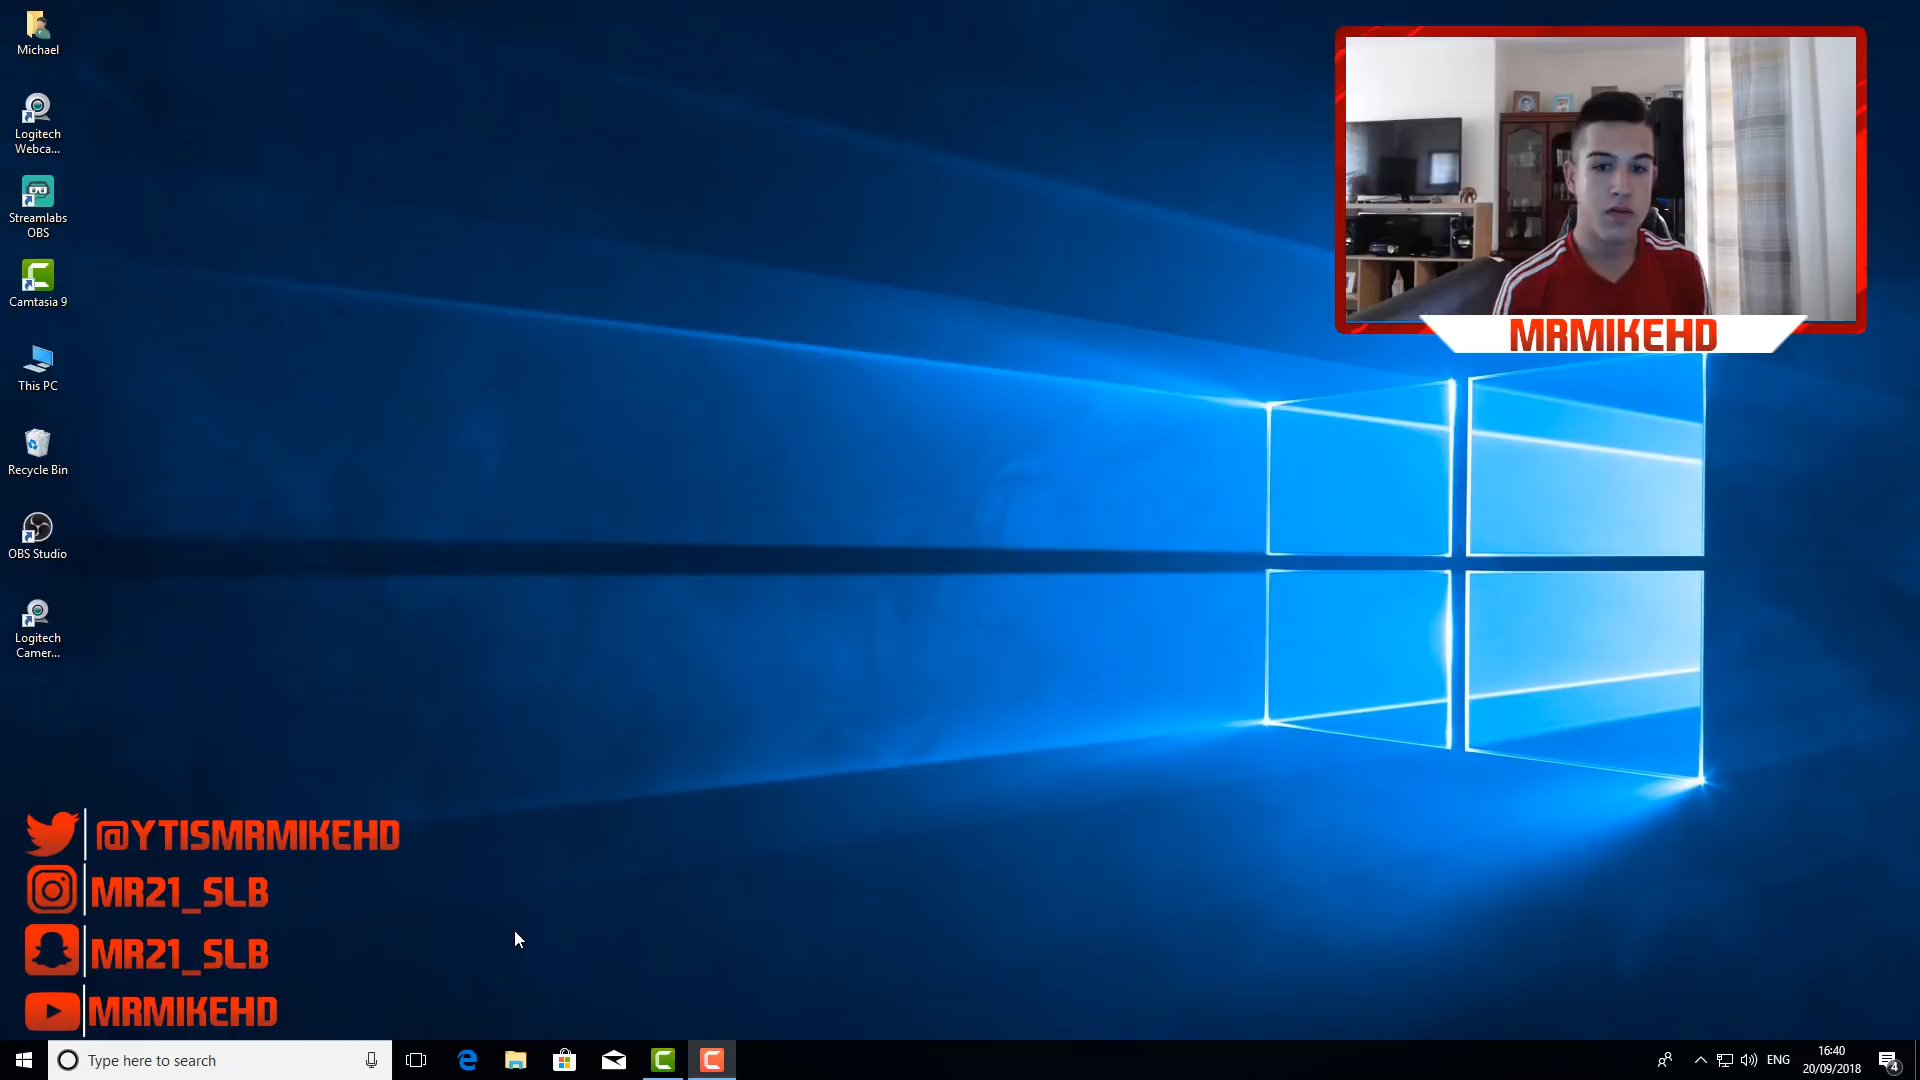 Michael
Logitech
Webca...
Streamlabs
OBS
Camtasia 9
This PC
Recycle Bin
OBS Studio
Logitech
Camer...
MRMIKEHD
@YTISMRMIKEHD
MR21_SLB
MR21_SLB
MRMIKEHD
Type here to search
ENG
16:40
20/09/2018
4